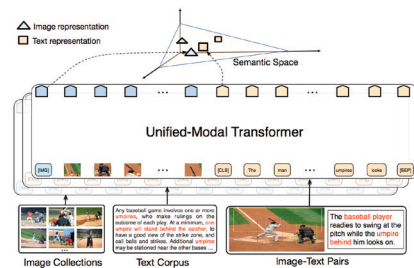 Image representation
Text representation
Semantic Space
...
...
Unified-Modal Transformer
[IMG]
...
[CLS]
The
man
...
umpires
looks
[SEP]
Any baseball game involves one or more
umpires, who make rulings on the
outcome of each play. At a minimum, one
umpire will stand behind the catcher, to
have a good view of the strike zone, and
call balls and strikes. Additional umpires
may be stationed near the other bases ...
The baseball player
readies to swing at the
pitch while the umpire
behind him looks on.
Image Collections
Text Corpus
Image-Text Pairs